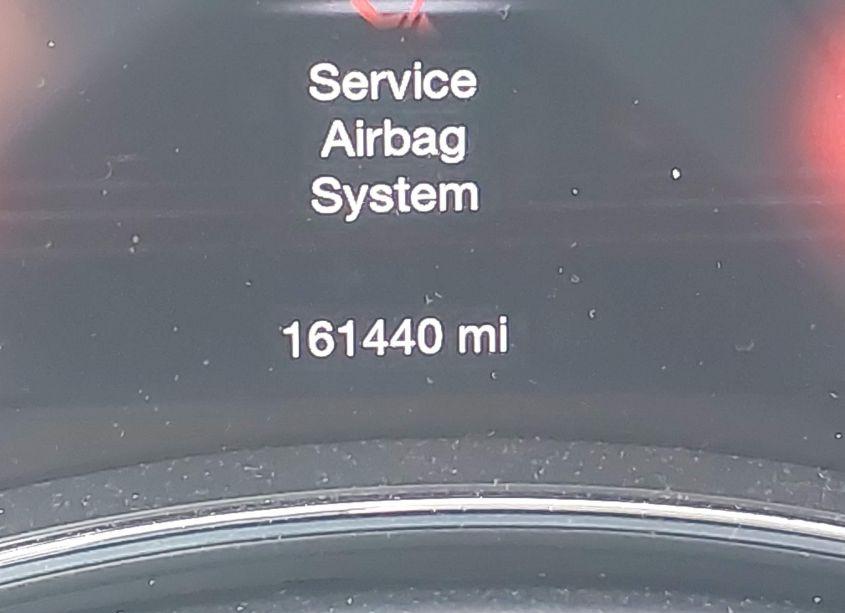 Service
Airbag
System
161440 mi